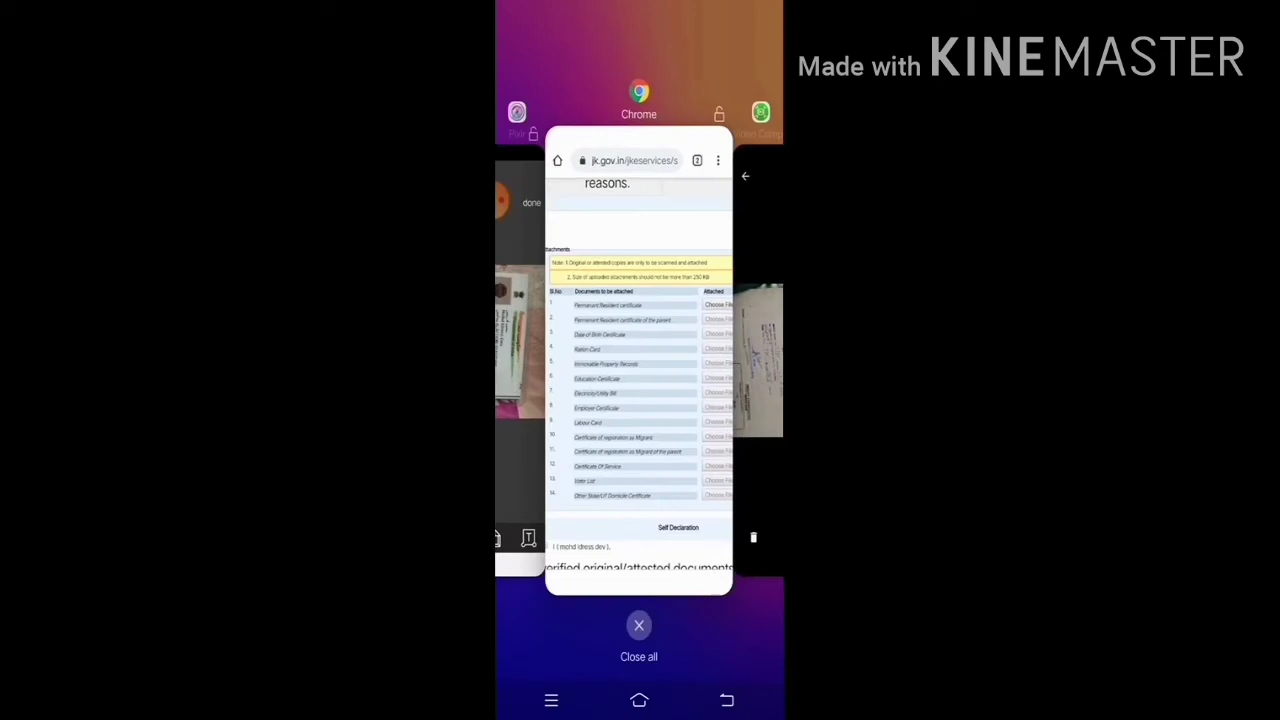 Made with KINEMASTER
Chrome
Pixlr
done
jk.gov.in/jkeservices/s
2
reasons.
ttachments
Note: 1.Original or attested copies are only to be scanned and attached
2. Size of uploaded attachments should not be more than 250 KB
Sl.No Documents to be attached Attached
1 Permanent Resident certificate Choose File
2. Permanent Resident certificate of the parent Choose File
3. Date of Birth Certificate Choose File
4. Ration Card Choose File
5. Immovable Property Records Choose File
6. Education Certificate Choose File
7. Electricity/Utility Bill Choose File
8. Employer Certificate Choose File
9. Labour Card Choose File
10. Certificate of registration as Migrant Choose File
11. Certificate of registration as Migrant of the parent Choose File
12. Certificate Of Service Choose File
13. Voter List Choose File
14. Other State/UT Domicile Certificate Choose File
Self Declaration
I ( mohd idress dev ),
verified original/attested documents
T
Close all